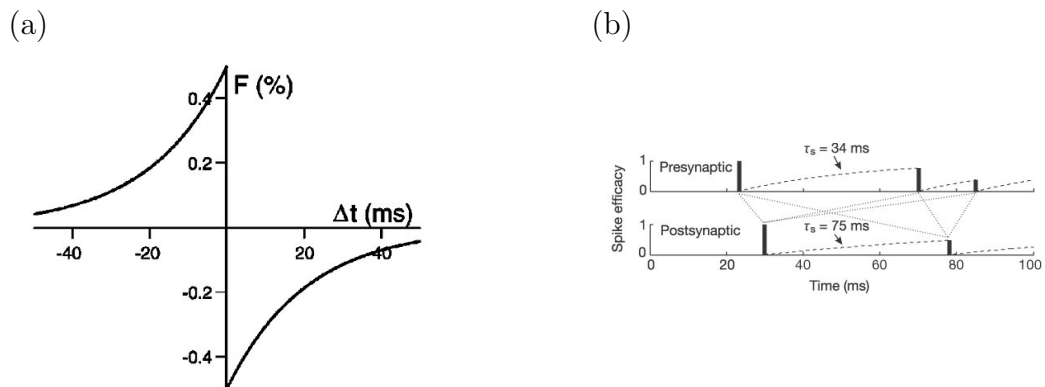 (a)
F (%)
0.4
0.2
Δt (ms)
-40 -20 20 40
-0.2
-0.4
(b)
τs = 34 ms
Presynaptic
1
0
Spike efficacy
τs = 75 ms
Postsynaptic
1
0
0 20 40 60 80 100
Time (ms)